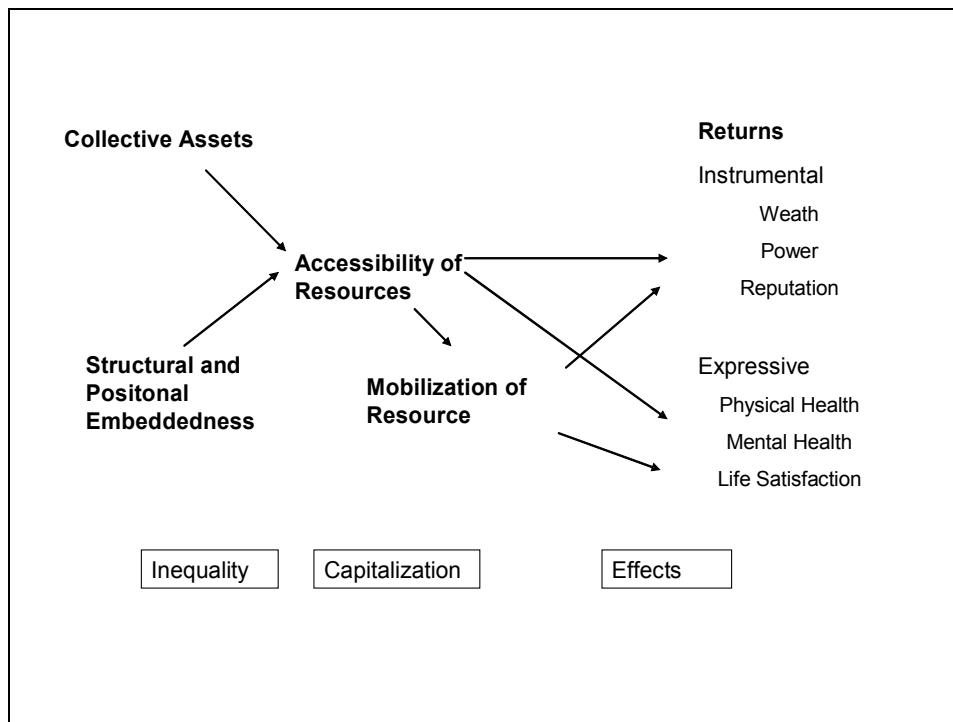 Collective Assets
Structural and
Positonal
Embeddedness
Accessibility of
Resources
Mobilization of
Resource
Returns
Instrumental
Weath
Power
Reputation
Expressive
Physical Health
Mental Health
Life Satisfaction
Inequality
Capitalization
Effects